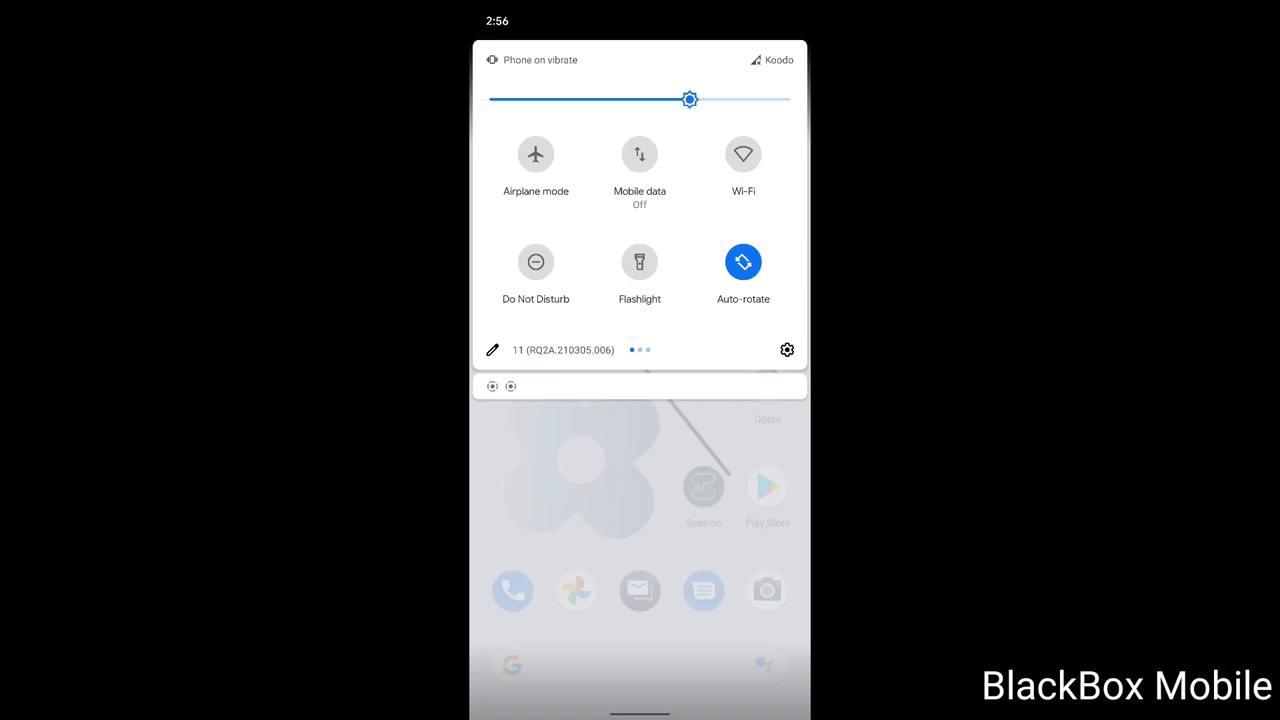 2:56
Phone on vibrate
Koodo
Airplane mode
Mobile data
Off
Wi-Fi
Do Not Disturb
Flashlight
Auto-rotate
11 (RQ2A.210305.006)
Opera
Session
Play Store
BlackBox Mobile